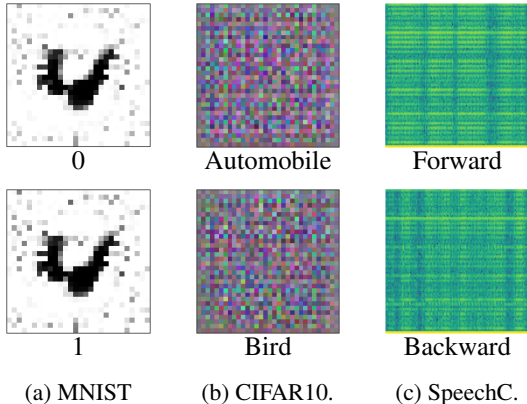 0 Automobile Forward
1 Bird Backward
(a) MNIST (b) CIFAR10. (c) SpeechC.